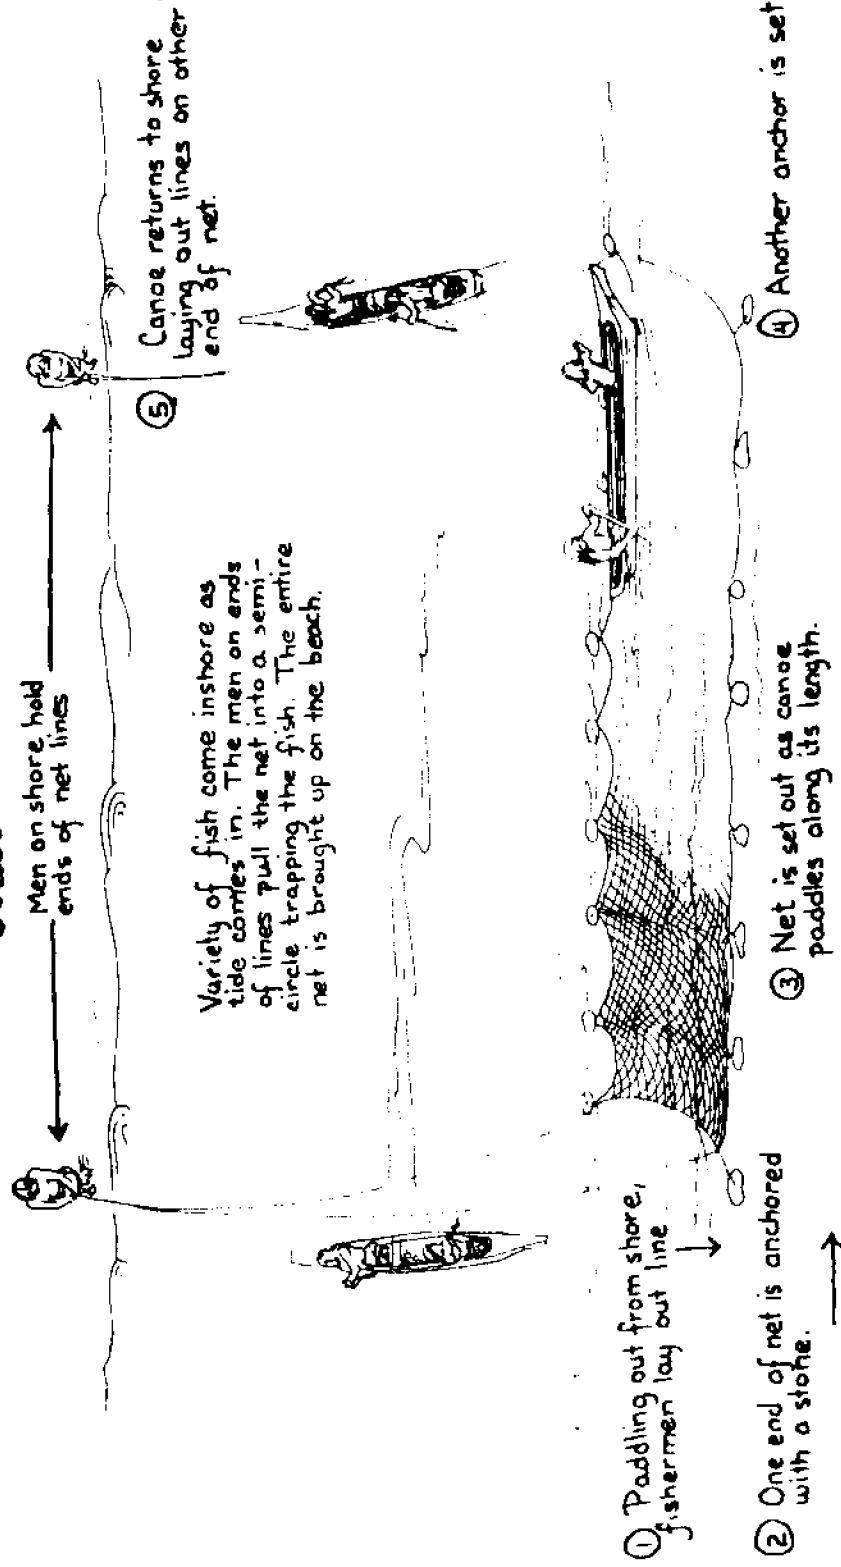 Men on shore hold
ends of net lines
⑤ Canoe returns to shore
laying out lines on other
end of net.
Variety of fish come inshore as
tide comes in. The men on ends
of lines pull the net into a semi-
circle trapping the fish. The entire
net is brought up on the beach.
① Paddling out from shore,
fishermen lay out line
② One end of net is anchored
with a stone.
③ Net is set out as canoe
paddles along its length.
④ Another anchor is set